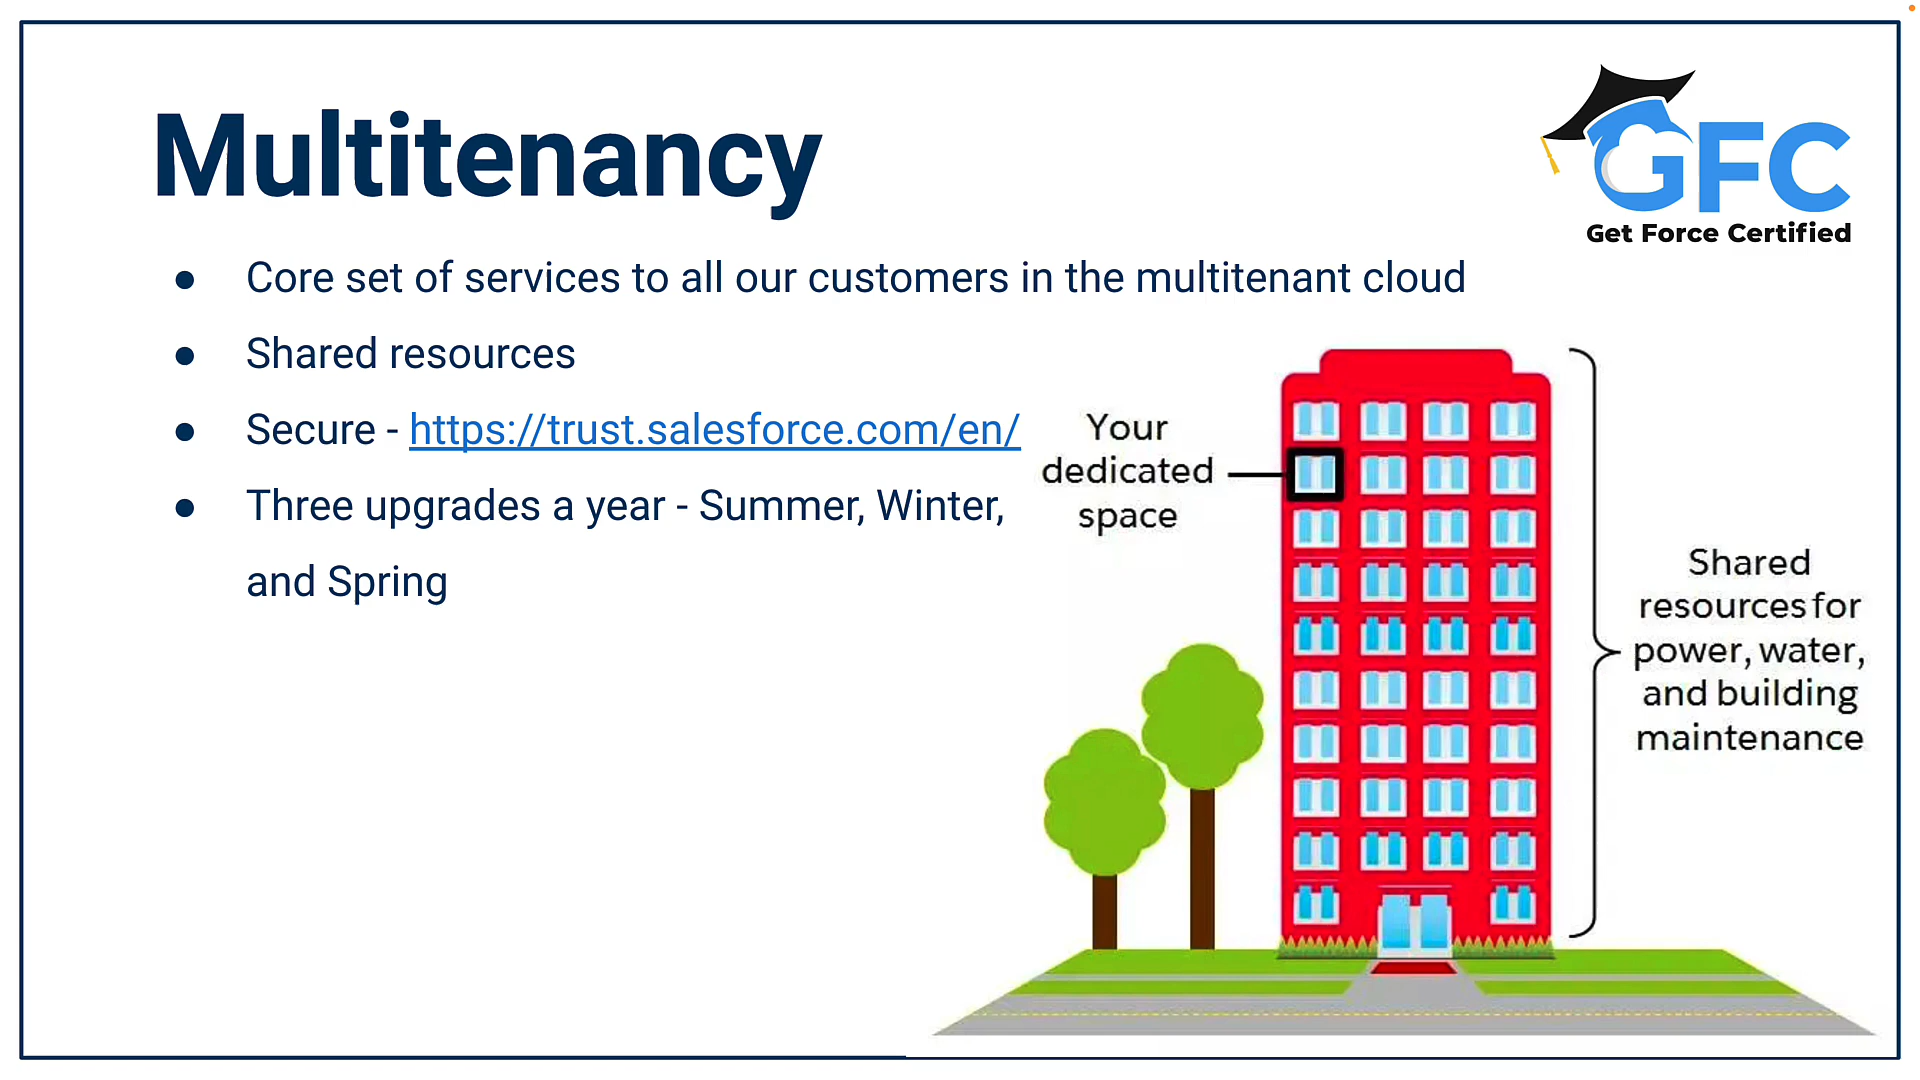 Multitenancy
GFC
Get Force Certified
● Core set of services to all our customers in the multitenant cloud
● Shared resources
● Secure - https://trust.salesforce.com/en/
● Three upgrades a year - Summer, Winter,
and Spring
Your
dedicated
space
Shared
resources for
power, water,
and building
maintenance